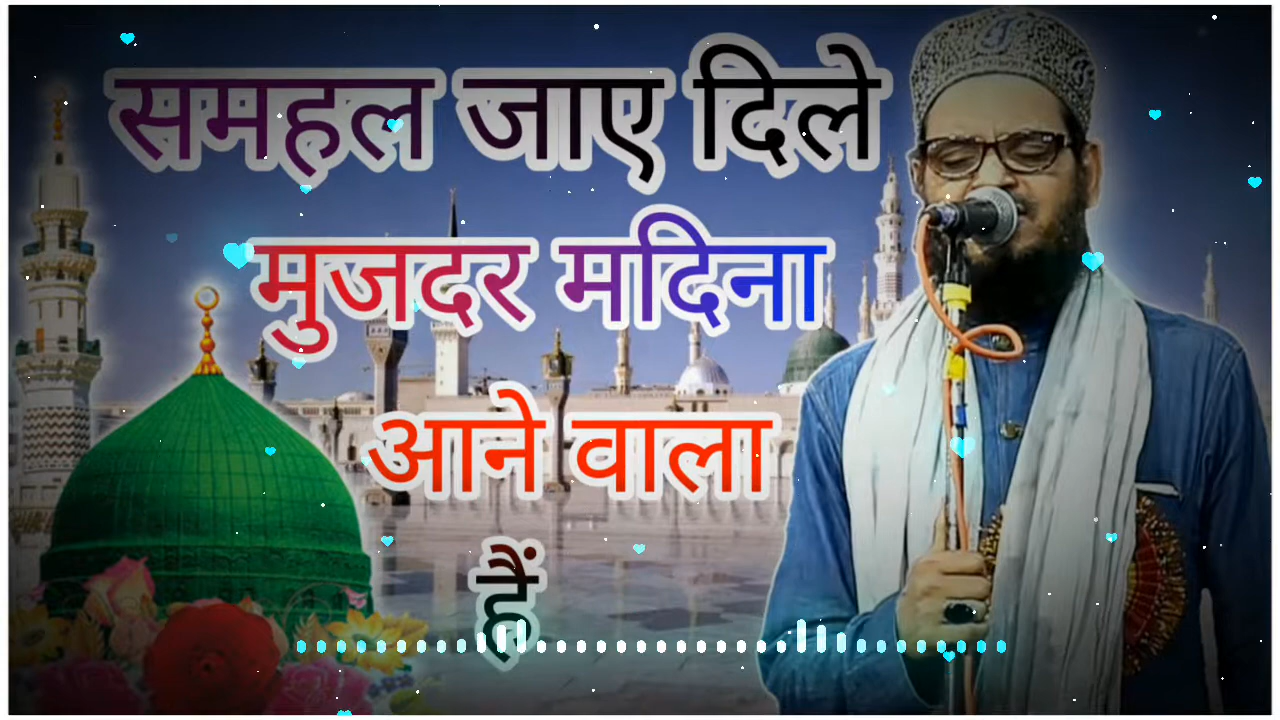 समहल जाए दिले
मुजदर मदिना
आने वाला
हैं